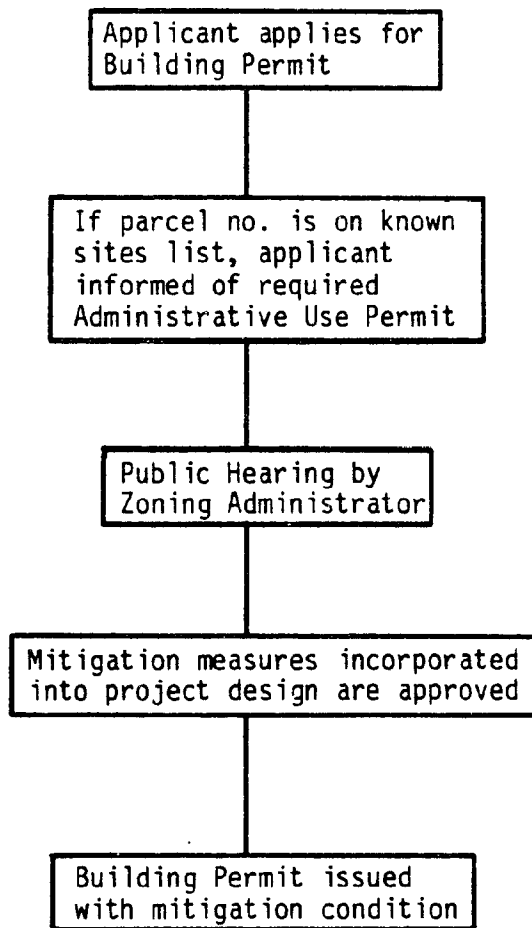 Applicant applies for
Building Permit
If parcel no. is on known
sites list, applicant
informed of required
Administrative Use Permit
Public Hearing by
Zoning Administrator
Mitigation measures incorporated
into project design are approved
Building Permit issued
with mitigation condition